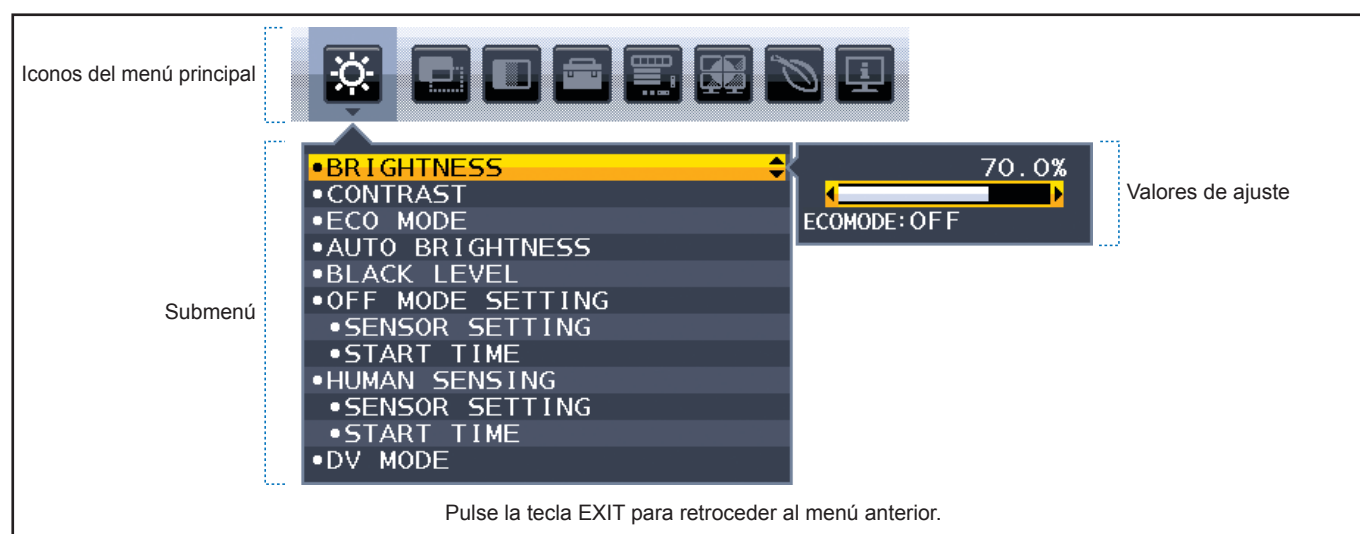 Iconos del menú principal
•BRIGHTNESS
70.0%
•CONTRAST
Valores de ajuste
•ECO MODE
ECOMODE:OFF
•AUTO BRIGHTNESS
•BLACK LEVEL
•OFF MODE SETTING
Submenú
•SENSOR SETTING
•START TIME
•HUMAN SENSING
•SENSOR SETTING
•START TIME
•DV MODE
Pulse la tecla EXIT para retroceder al menú anterior.